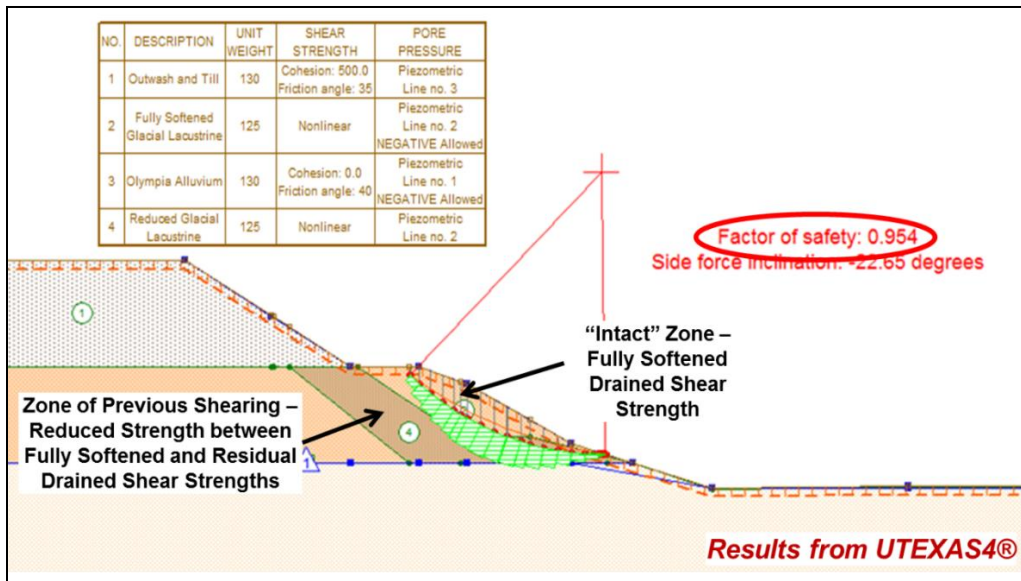 NO. DESCRIPTION UNIT WEIGHT SHEAR STRENGTH PORE PRESSURE
1 Outwash and Till 130 Cohesion: 500.0 Friction angle: 35 Piezometric Line no. 3
2 Fully Softened Glacial Lacustrine 125 Nonlinear Piezometric Line no. 2 NEGATIVE Allowed
3 Olympia Alluvium 130 Cohesion: 0.0 Friction angle: 40 Piezometric Line no. 1 NEGATIVE Allowed
4 Reduced Glacial Lacustrine 125 Nonlinear Piezometric Line no. 2
Factor of safety: 0.954
Side force inclination: -22.65 degrees
1
"Intact" Zone –
Fully Softened
Drained Shear
Strength
Zone of Previous Shearing –
Reduced Strength between
Fully Softened and Residual
Drained Shear Strengths
4
1
Results from UTEXAS4®